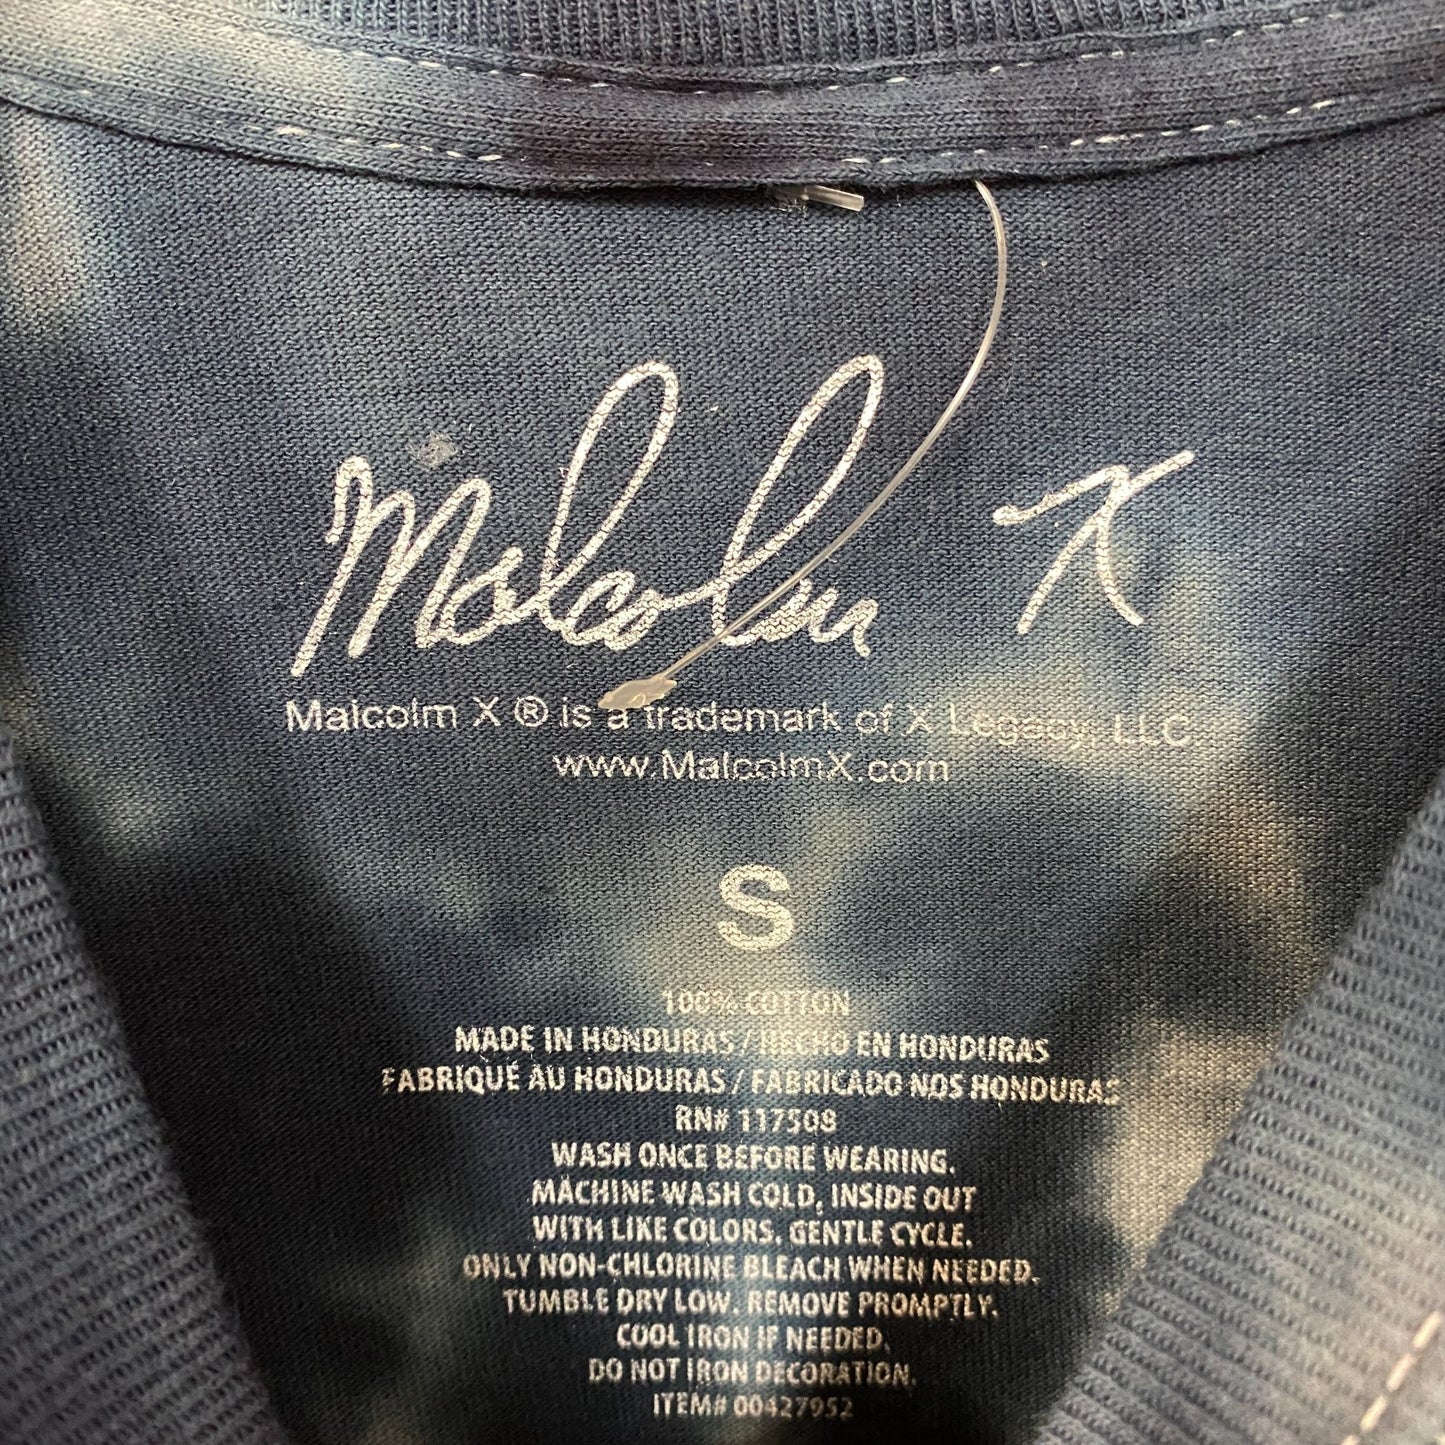 Malcolm X
Malcolm X ® is a trademark of X Legacy, LLC.
www.MalcolmX.com
S
100% COTTON
MADE IN HONDURAS / HECHO EN HONDURAS
FABRIQUÉ AU HONDURAS / FABRICADO NOS HONDURAS
RN# 117508
WASH ONCE BEFORE WEARING.
MACHINE WASH COLD, INSIDE OUT
WITH LIKE COLORS. GENTLE CYCLE.
ONLY NON-CHLORINE BLEACH WHEN NEEDED.
TUMBLE DRY LOW. REMOVE PROMPTLY.
COOL IRON IF NEEDED.
DO NOT IRON DECORATION.
ITEM# 00427952